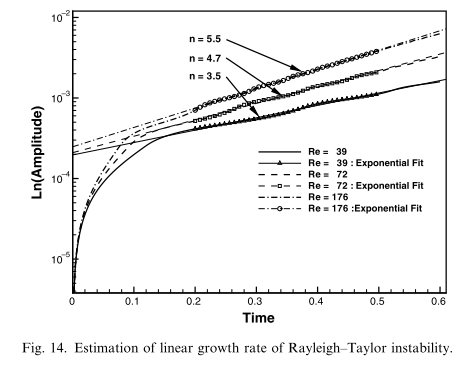 10⁻²
10⁻³
10⁻⁴
10⁻⁵
Ln(Amplitude)
n = 5.5
n = 4.7
n = 3.5
Re = 39
Re = 39 : Exponential Fit
Re = 72
Re = 72 : Exponential Fit
Re = 176
Re = 176 :Exponential Fit
0 0.1 0.2 0.3 0.4 0.5 0.6
Time
Fig. 14. Estimation of linear growth rate of Rayleigh–Taylor instability.